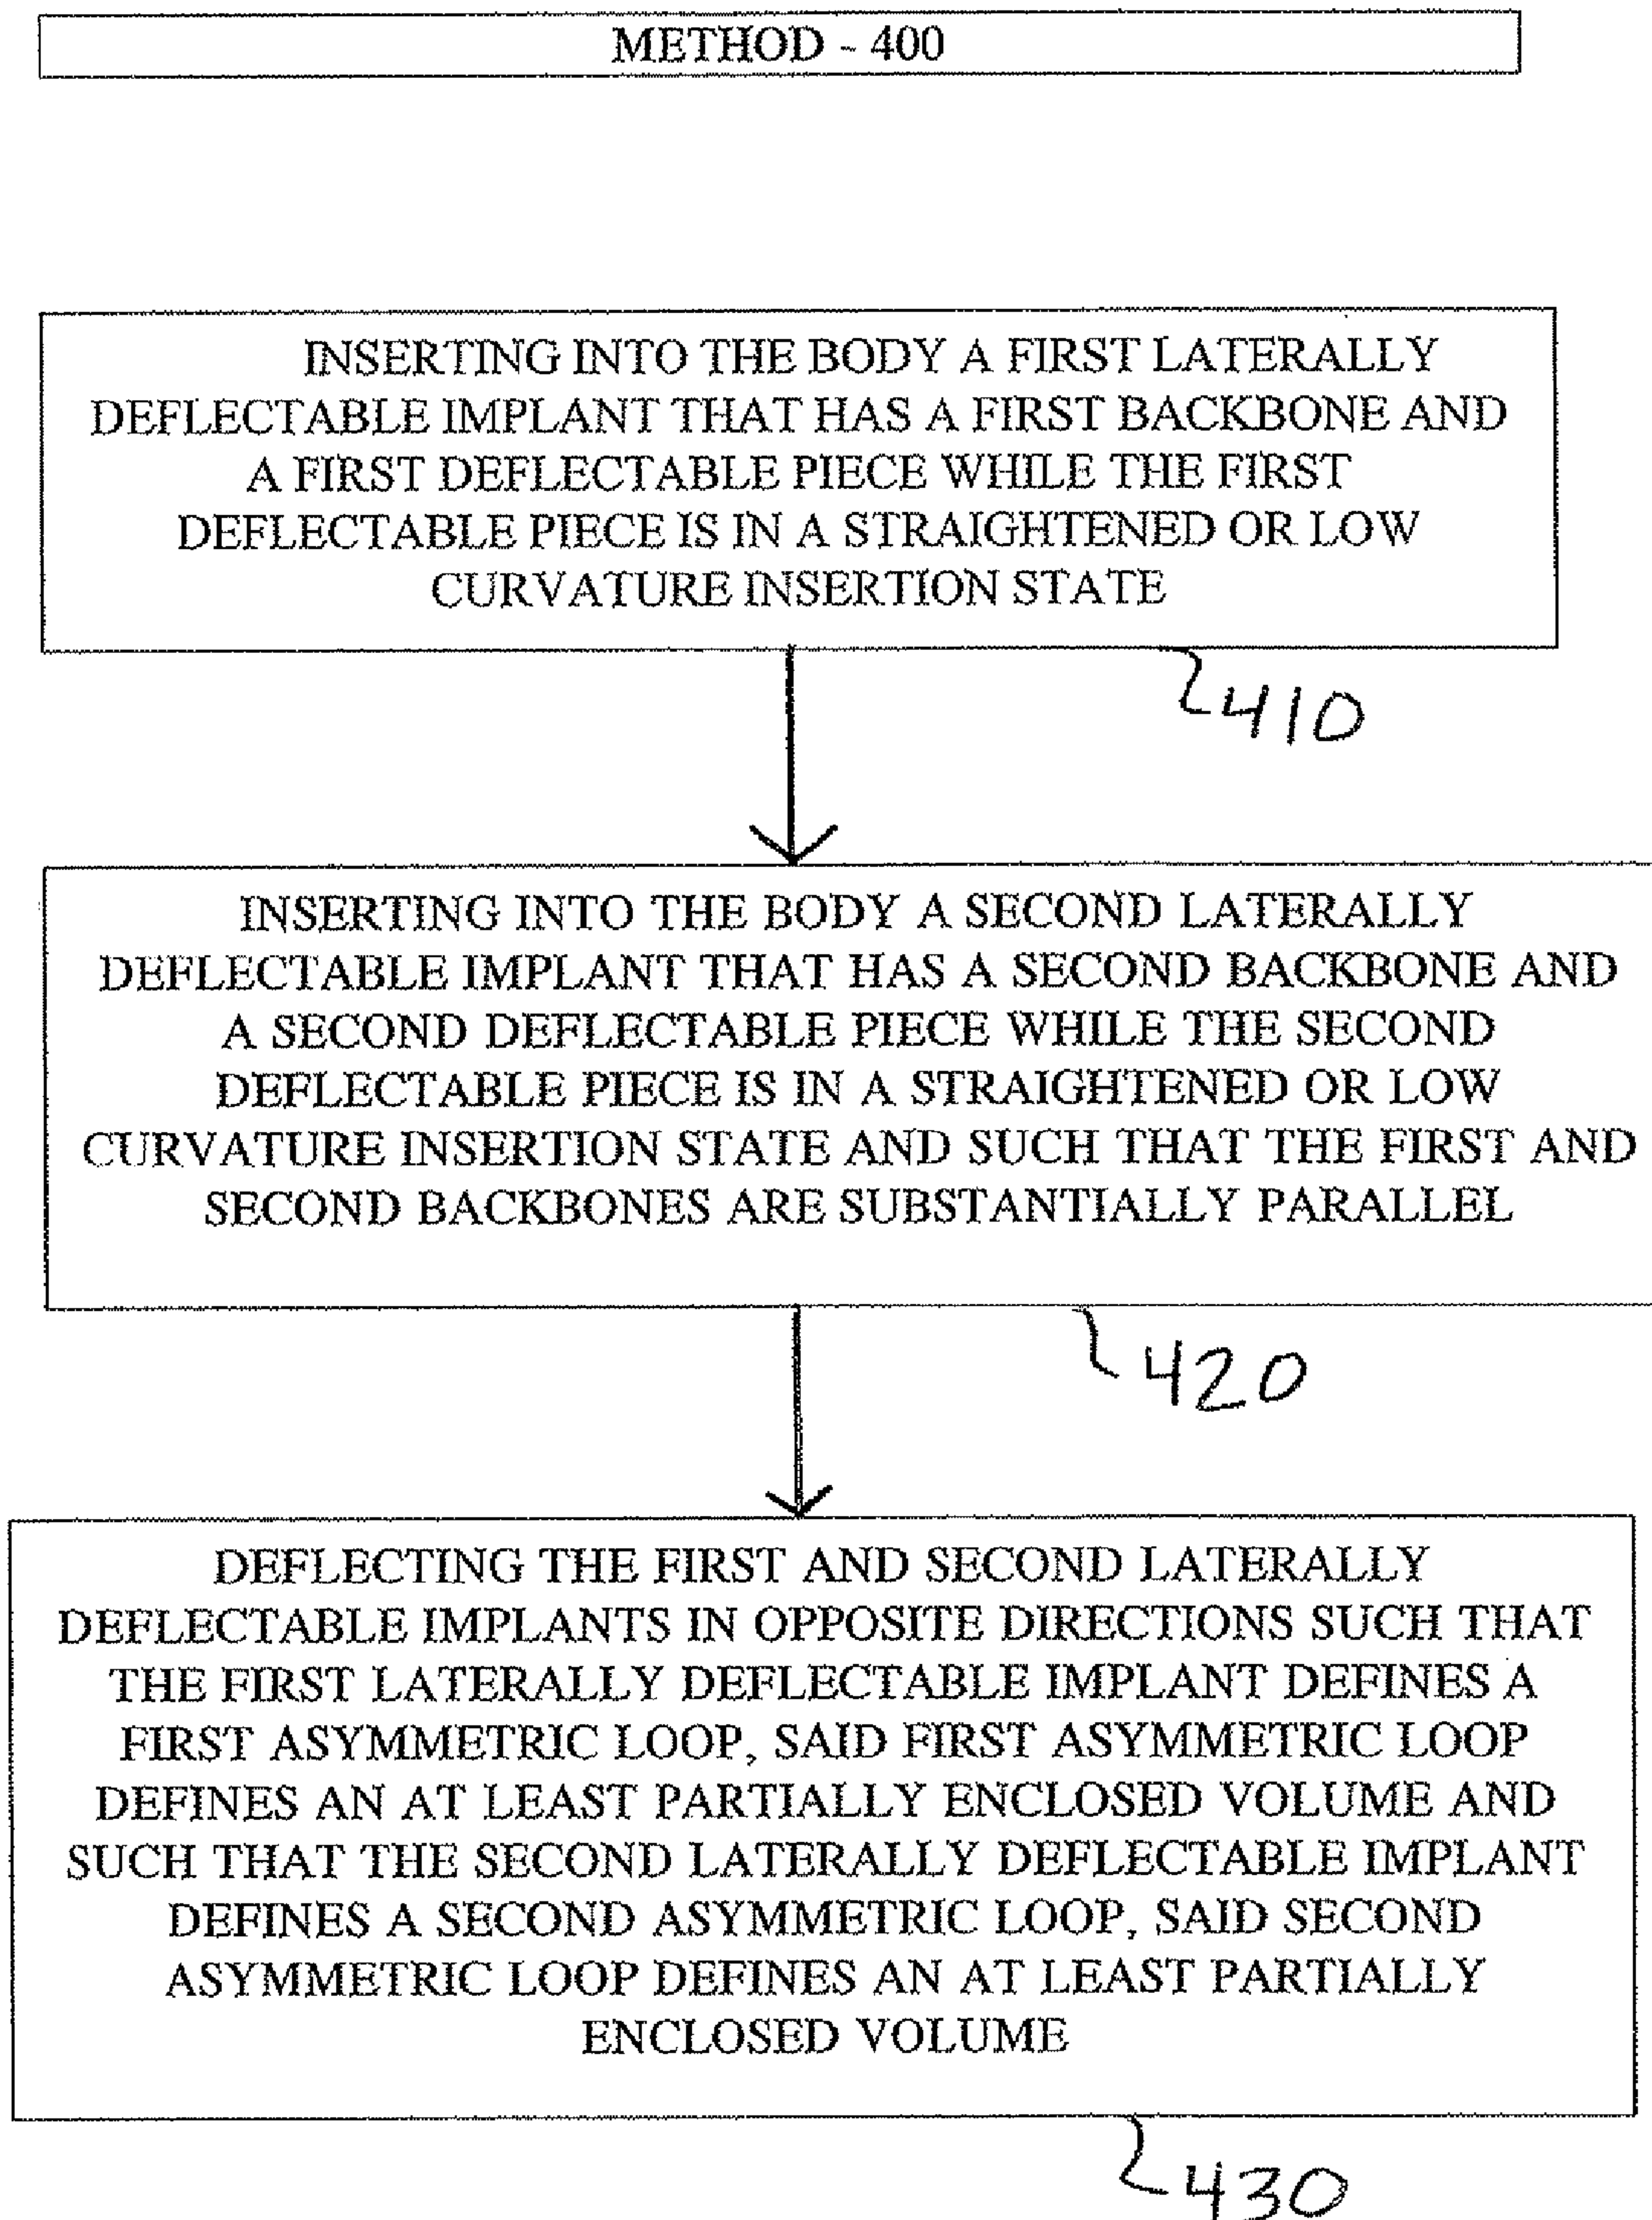 METHOD - 400
INSERTING INTO THE BODY A FIRST LATERALLY
DEFLECTABLE IMPLANT THAT HAS A FIRST BACKBONE AND
A FIRST DEFLECTABLE PIECE WHILE THE FIRST
DEFLECTABLE PIECE IS IN A STRAIGHTENED OR LOW
CURVATURE INSERTION STATE
410
INSERTING INTO THE BODY A SECOND LATERALLY
DEFLECTABLE IMPLANT THAT HAS A SECOND BACKBONE AND
A SECOND DEFLECTABLE PIECE WHILE THE SECOND
DEFLECTABLE PIECE IS IN A STRAIGHTENED OR LOW
CURVATURE INSERTION STATE AND SUCH THAT THE FIRST AND
SECOND BACKBONES ARE SUBSTANTIALLY PARALLEL
420
DEFLECTING THE FIRST AND SECOND LATERALLY
DEFLECTABLE IMPLANTS IN OPPOSITE DIRECTIONS SUCH THAT
THE FIRST LATERALLY DEFLECTABLE IMPLANT DEFINES A
FIRST ASYMMETRIC LOOP, SAID FIRST ASYMMETRIC LOOP
DEFINES AN AT LEAST PARTIALLY ENCLOSED VOLUME AND
SUCH THAT THE SECOND LATERALLY DEFLECTABLE IMPLANT
DEFINES A SECOND ASYMMETRIC LOOP, SAID SECOND
ASYMMETRIC LOOP DEFINES AN AT LEAST PARTIALLY
ENCLOSED VOLUME
430